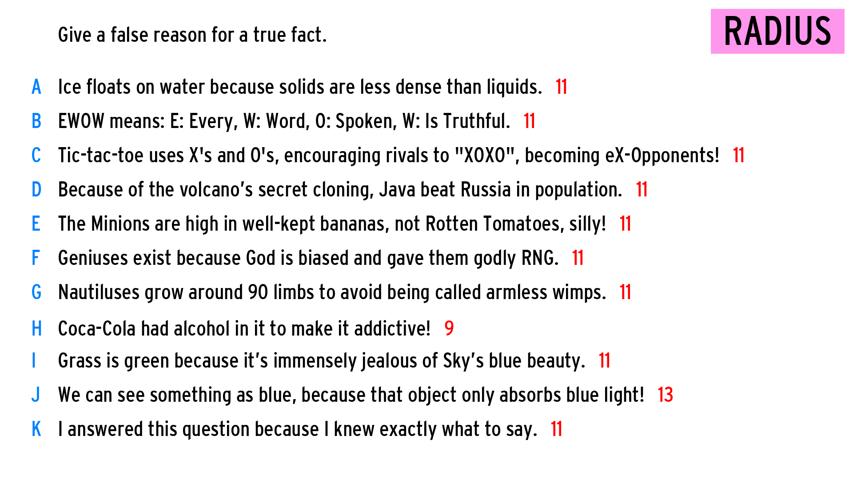 Give a false reason for a true fact.
RADIUS
A Ice floats on water because solids are less dense than liquids. 11
B EWOW means: E: Every, W: Word, O: Spoken, W: Is Truthful. 11
C Tic-tac-toe uses X's and O's, encouraging rivals to "XOXO", becoming eX-Opponents! 11
D Because of the volcano’s secret cloning, Java beat Russia in population. 11
E The Minions are high in well-kept bananas, not Rotten Tomatoes, silly! 11
F Geniuses exist because God is biased and gave them godly RNG. 11
G Nautiluses grow around 90 limbs to avoid being called armless wimps. 11
H Coca-Cola had alcohol in it to make it addictive! 9
I Grass is green because it’s immensely jealous of Sky’s blue beauty. 11
J We can see something as blue, because that object only absorbs blue light! 13
K I answered this question because I knew exactly what to say. 11